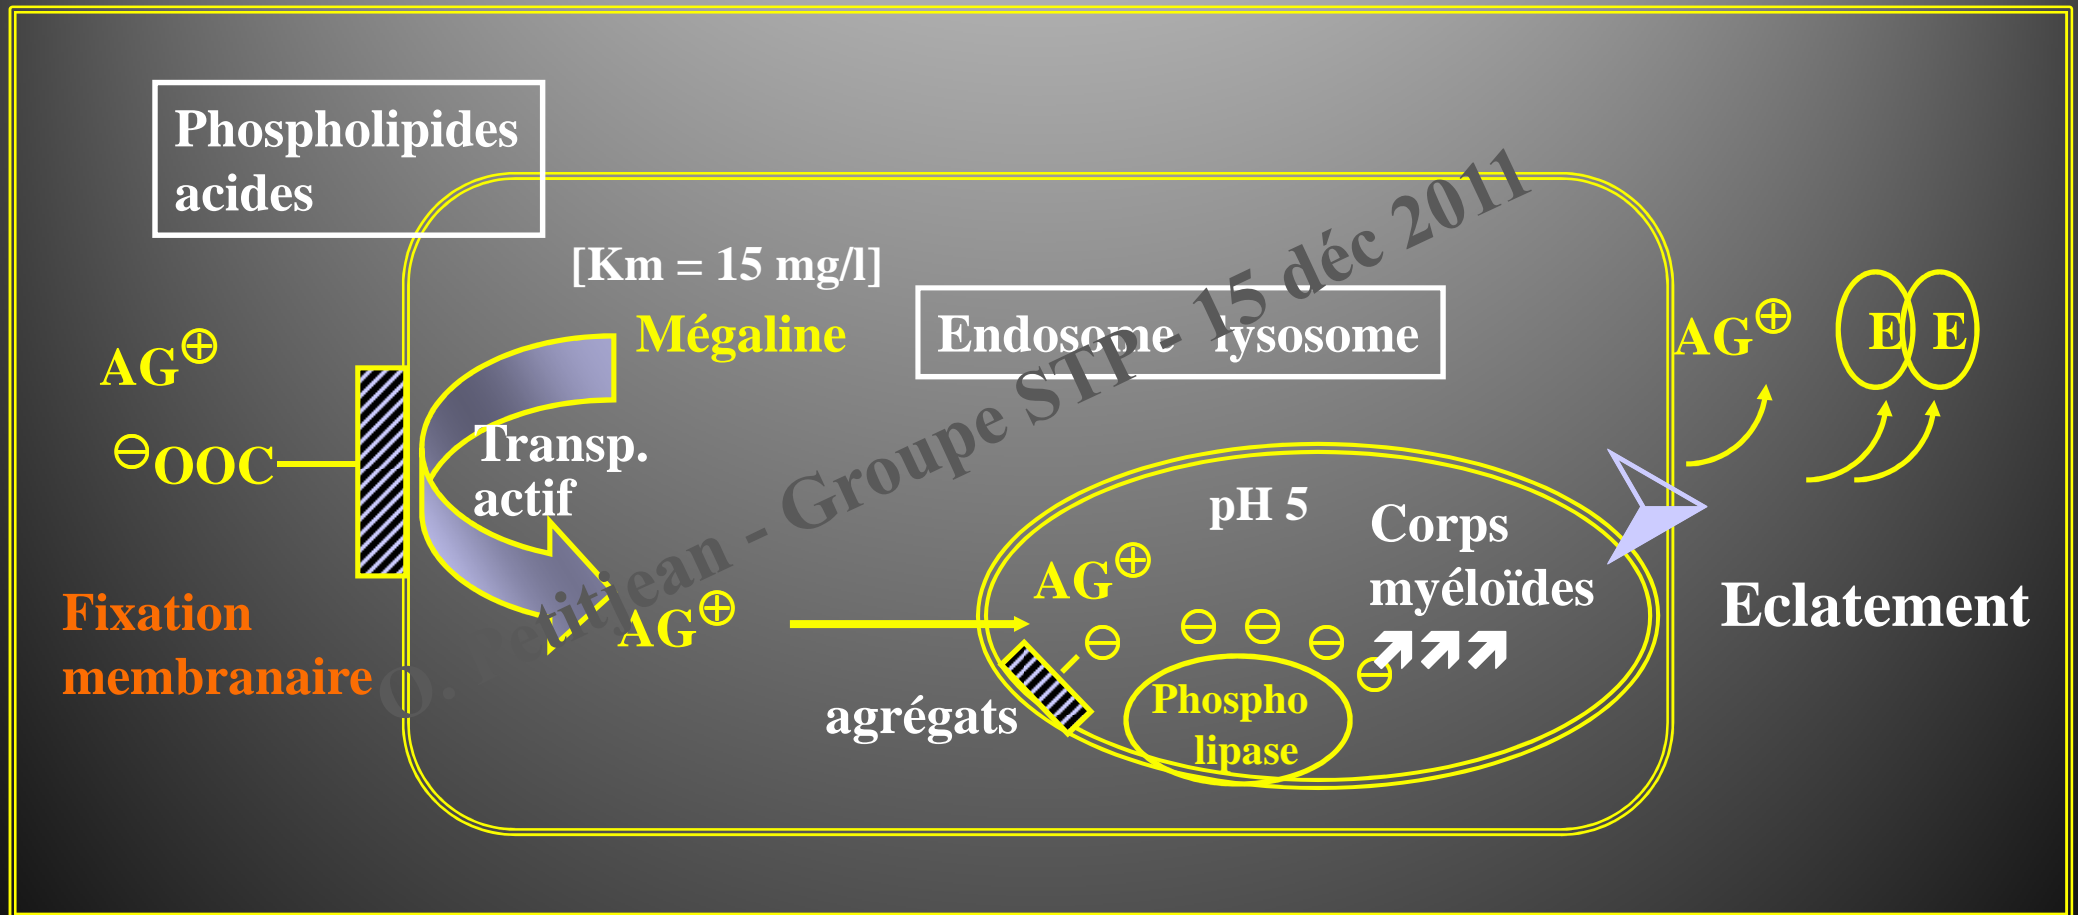 Phospholipides
acides
[Km = 15 mg/l]
Mégaline
Endosome lysosome
AG⊕
⊖OOC
Transp.
actif
Fixation
membranaire
AG⊕
agrégats
pH 5
AG⊕
⊖
⊖ ⊖ ⊖ ⊖
Corps
myéloïdes
Phospho
lipase
AG⊕
E E
Eclatement
O. Petitjean - Groupe STP - 15 déc 2011